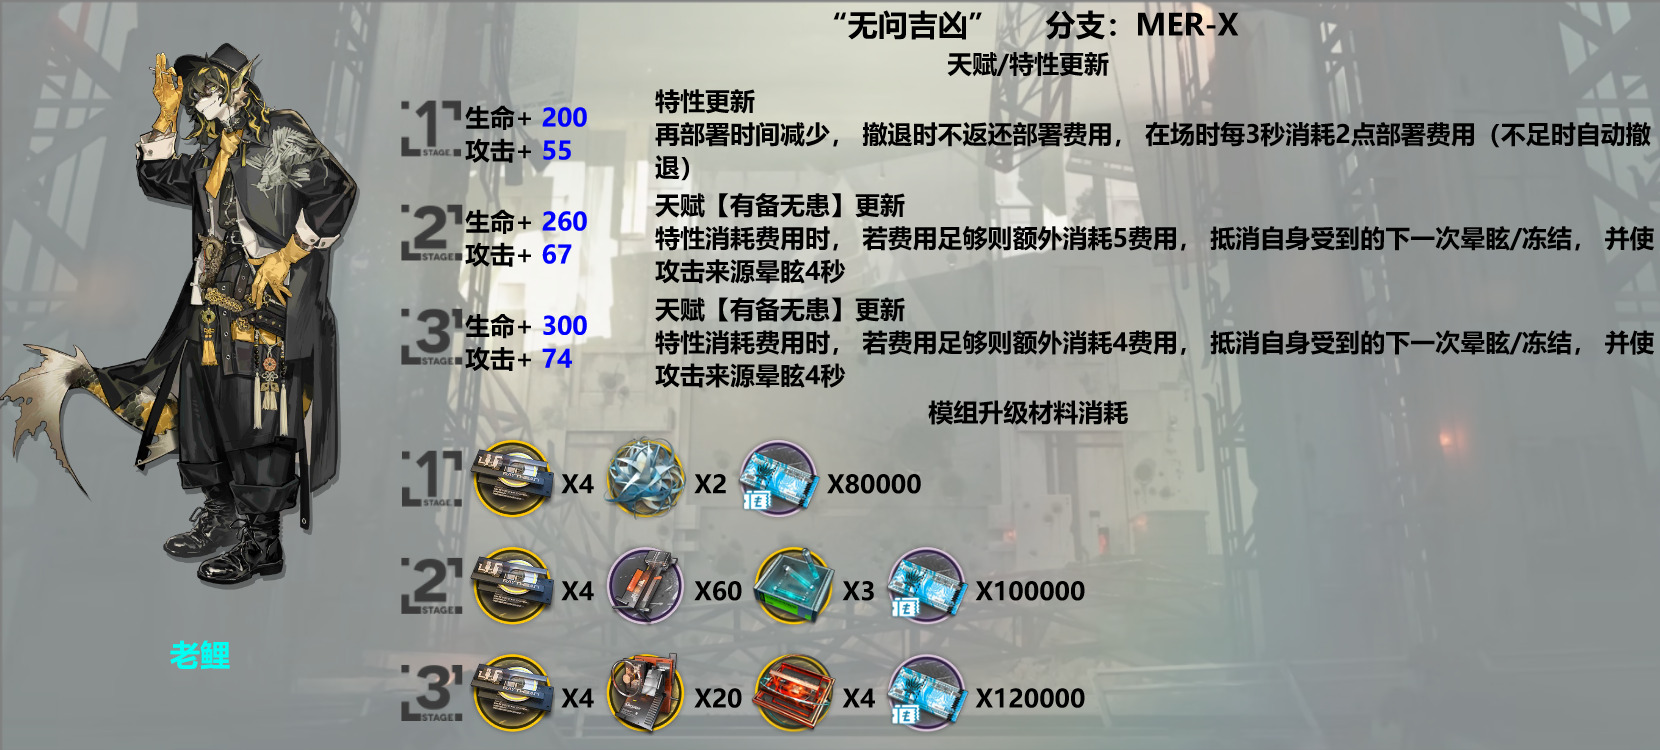 “无问吉凶” 分支：MER-X
天赋/特性更新
1 STAGE.
生命+ 200
攻击+ 55
特性更新
再部署时间减少， 撤退时不返还部署费用， 在场时每3秒消耗2点部署费用（不足时自动撤
退）
2 STAGE.
生命+ 260
攻击+ 67
天赋【有备无患】更新
特性消耗费用时， 若费用足够则额外消耗5费用， 抵消自身受到的下一次晕眩/冻结， 并使
攻击来源晕眩4秒
3 STAGE.
生命+ 300
攻击+ 74
天赋【有备无患】更新
特性消耗费用时， 若费用足够则额外消耗4费用， 抵消自身受到的下一次晕眩/冻结， 并使
攻击来源晕眩4秒
模组升级材料消耗
1 STAGE. X4 X2 X80000
2 STAGE. X4 X60 X3 X100000
3 STAGE. X4 X20 X4 X120000
老鲤